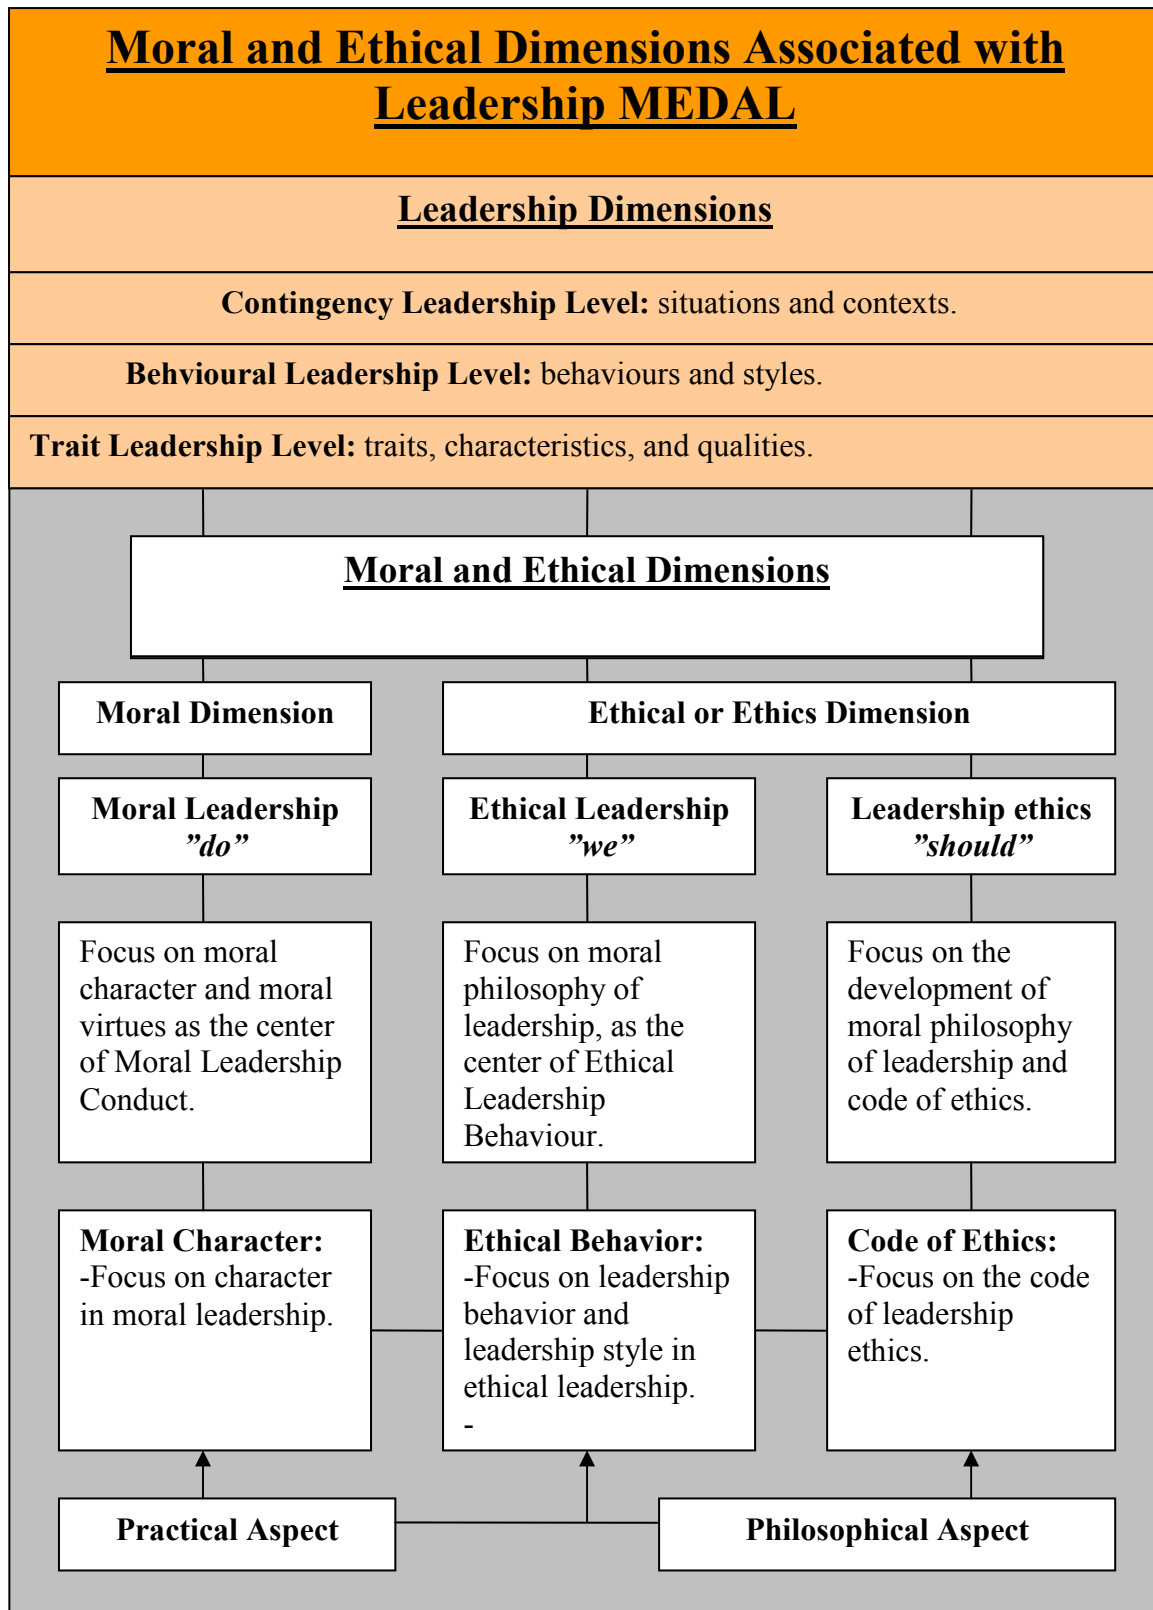 Moral and Ethical Dimensions Associated with
Leadership MEDAL
Leadership Dimensions
Contingency Leadership Level: situations and contexts.
Behvioural Leadership Level: behaviours and styles.
Trait Leadership Level: traits, characteristics, and qualities.
Moral and Ethical Dimensions
Moral Dimension
Ethical or Ethics Dimension
Moral Leadership
”do”
Ethical Leadership
”we”
Leadership ethics
”should”
Focus on moral
character and moral
virtues as the center
of Moral Leadership
Conduct.
Focus on moral
philosophy of
leadership, as the
center of Ethical
Leadership
Behaviour.
Focus on the
development of
moral philosophy
of leadership and
code of ethics.
Moral Character:
-Focus on character
in moral leadership.
Ethical Behavior:
-Focus on leadership
behavior and
leadership style in
ethical leadership.
-
Code of Ethics:
-Focus on the code
of leadership
ethics.
Practical Aspect
Philosophical Aspect